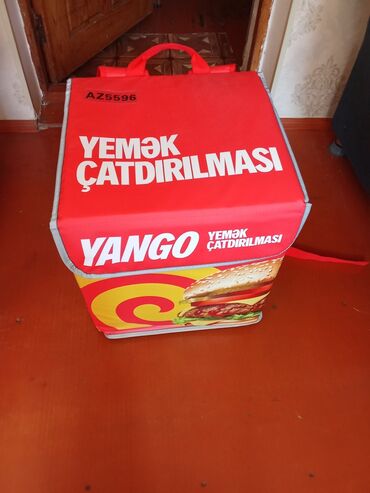 AZ5596
YEMƏK
ÇATDIRILMASI
YANGO YEMƏK
ÇATDIRILMASI